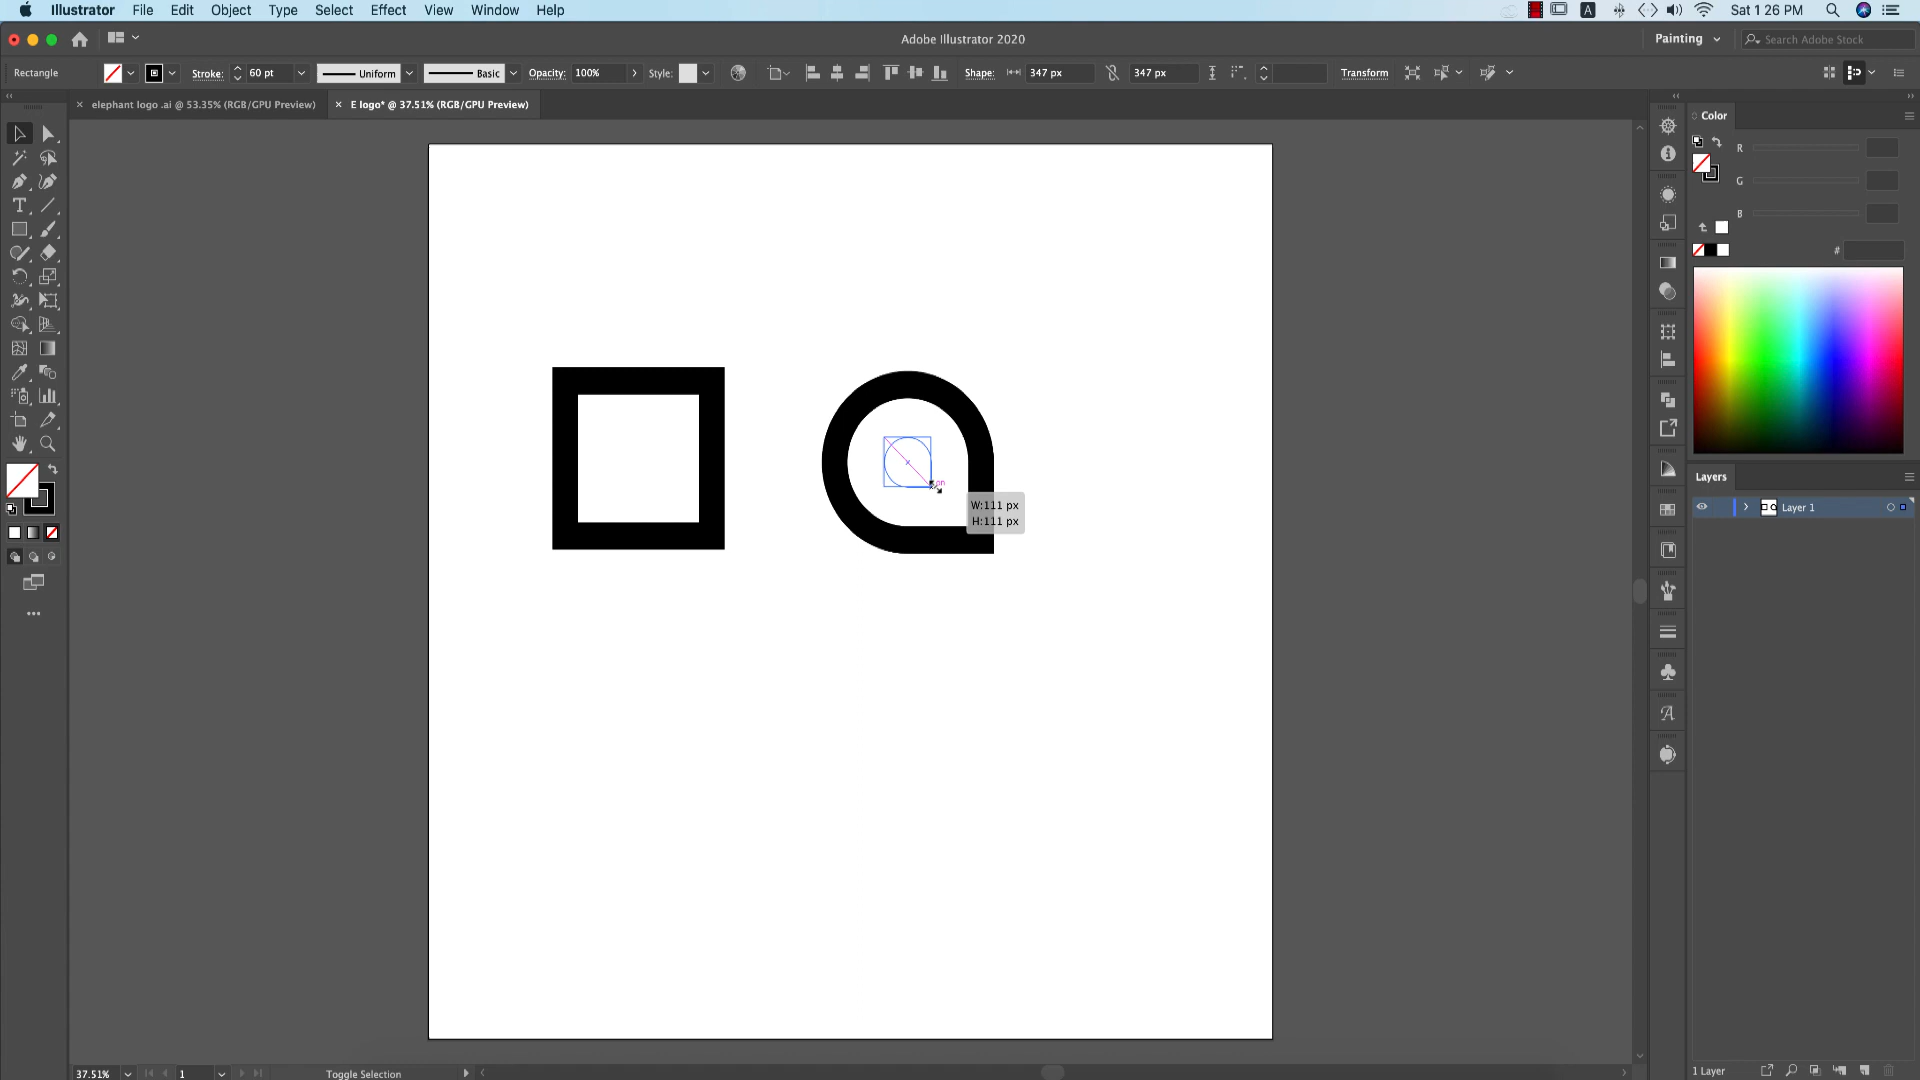 Illustrator File Edit Object Type Select Effect View Window Help
A Sat 1 26 PM
Adobe Illustrator 2020
Painting
Search Adobe Stock
Rectangle Stroke: 60 pt Uniform Basic Opacity: 100% Style: Shape: 347 px 347 px Transform
elephant logo .ai @ 53.35% (RGB/GPU Preview)
E logo* @ 37.51% (RGB/GPU Preview)
Color
R
G
B
#
W:111 px
H:111 px
Layers
Layer 1
37.51% 1 Toggle Selection
1 Layer